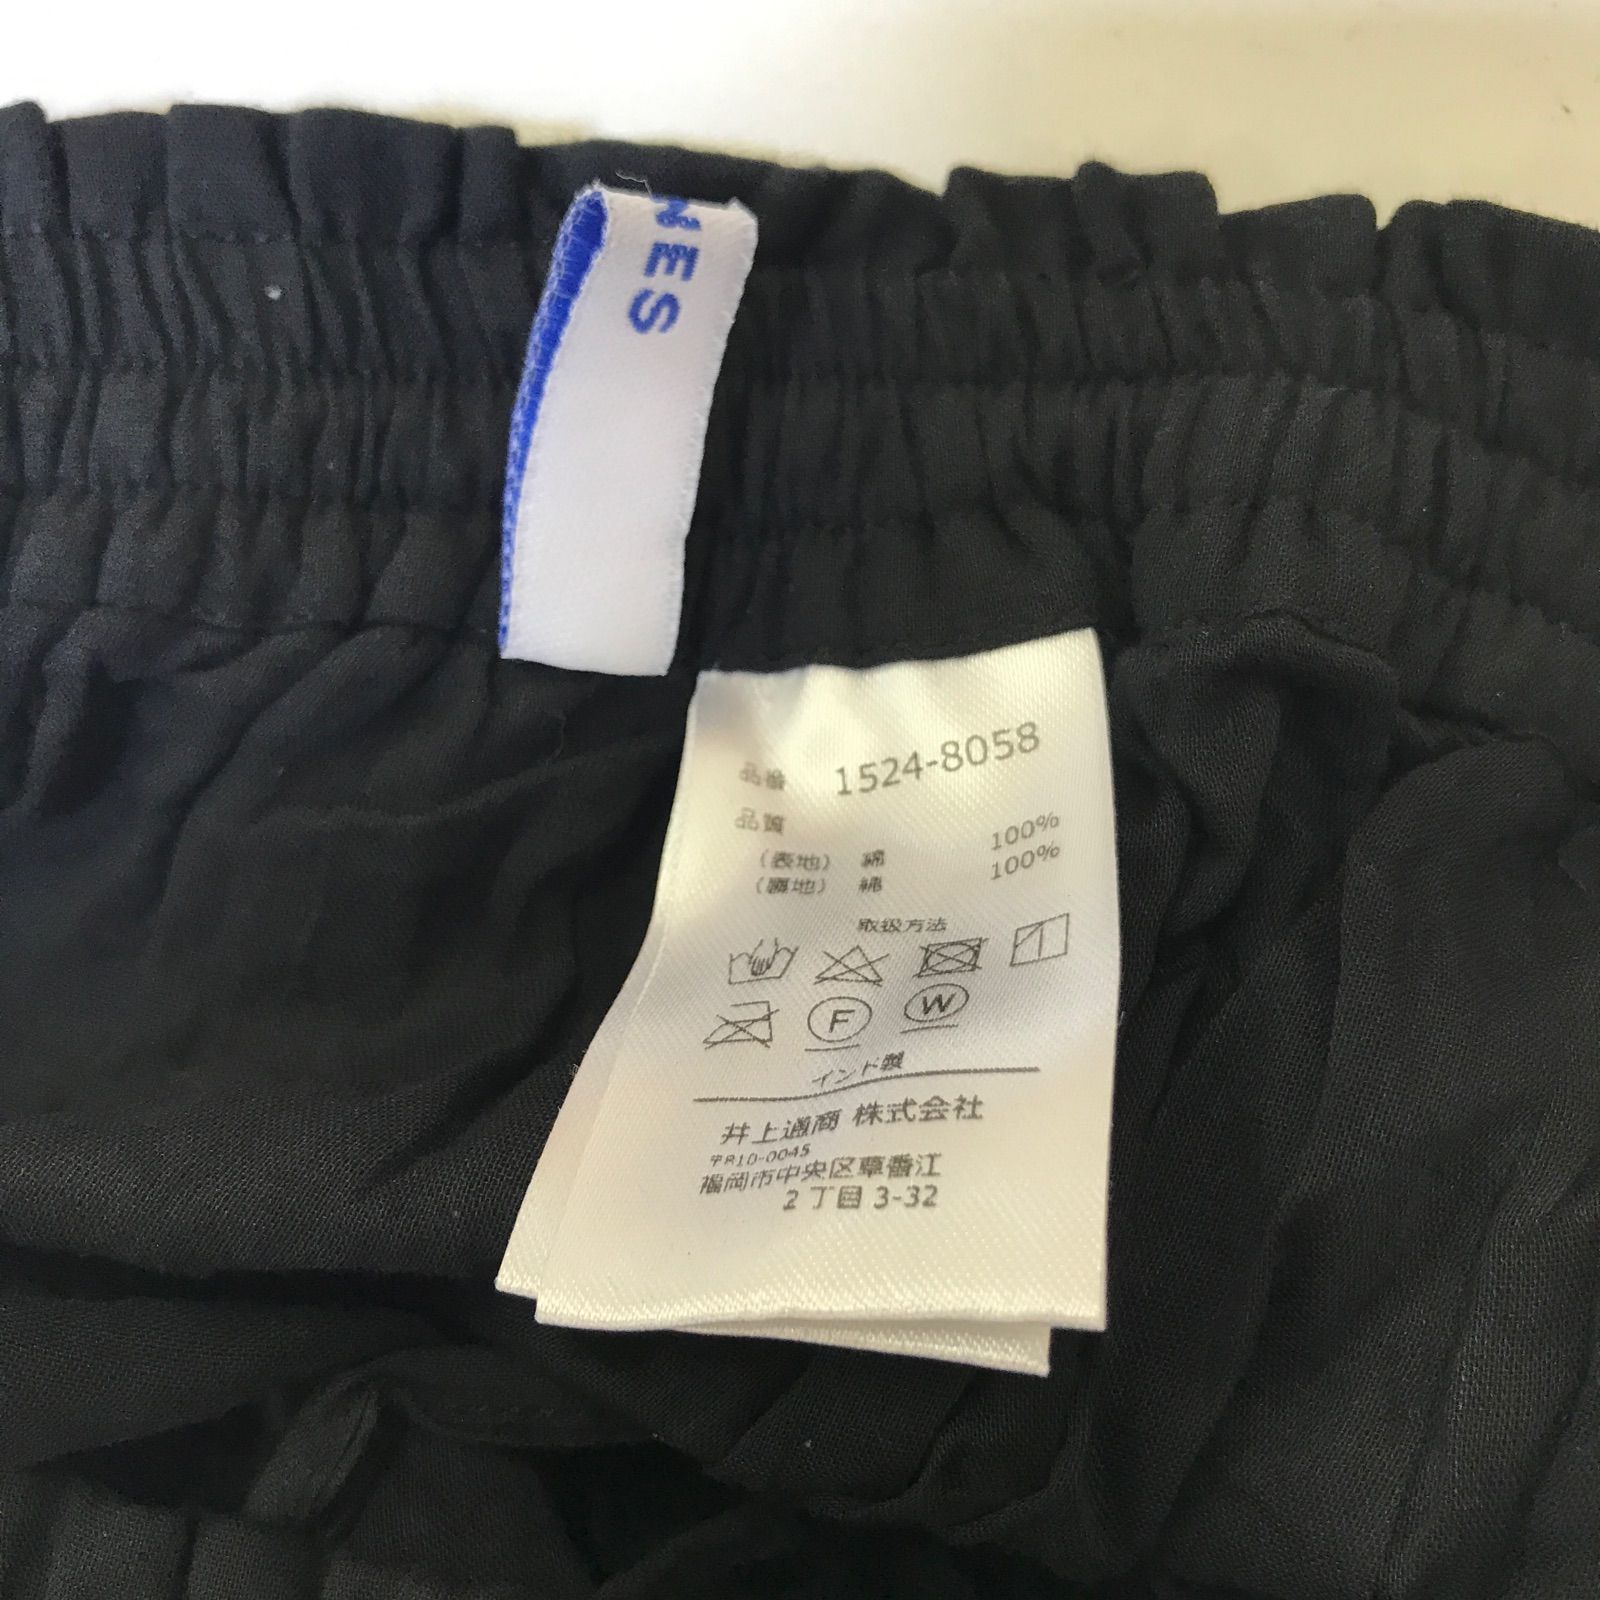 NES
品番 1524-8058
品質
(表地) 綿 100%
(裏地) 綿 100%
取扱方法
F W
インド製
井上通商 株式会社
〒810-0045
福岡市中央区草香江
2丁目3-32